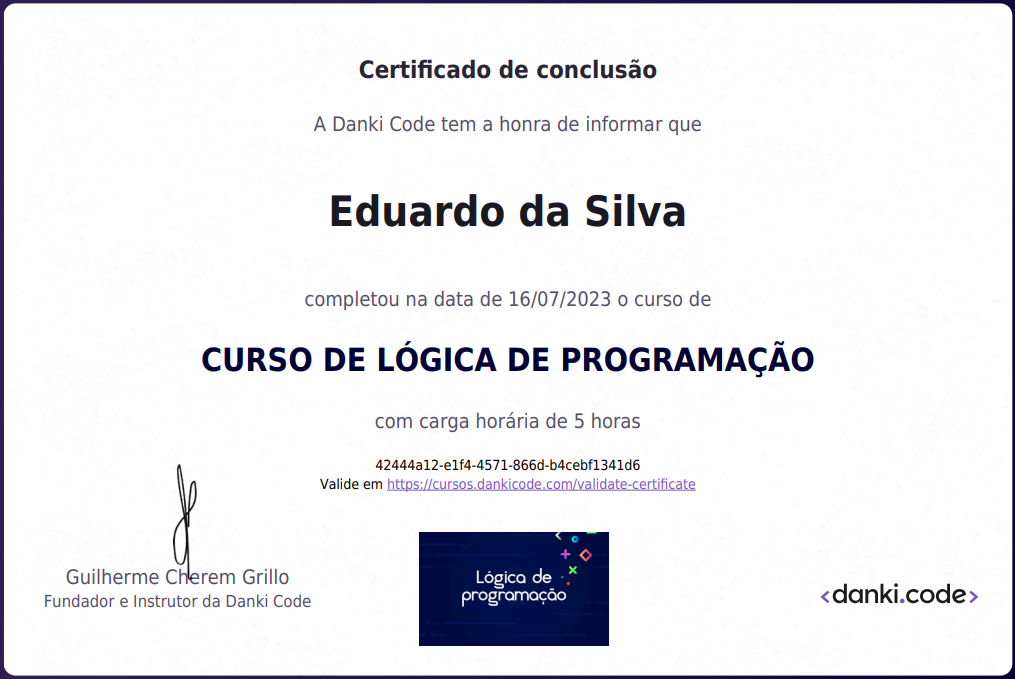 Certificado de conclusão
A Danki Code tem a honra de informar que
Eduardo da Silva
completou na data de 16/07/2023 o curso de
CURSO DE LÓGICA DE PROGRAMAÇÃO
com carga horária de 5 horas
42444a12-e1f4-4571-866d-b4cebf1341d6
Valide em https://cursos.dankicode.com/validate-certificate
Guilherme Cherem Grillo
Fundador e Instrutor da Danki Code
Lógica de
programação
<danki.code>